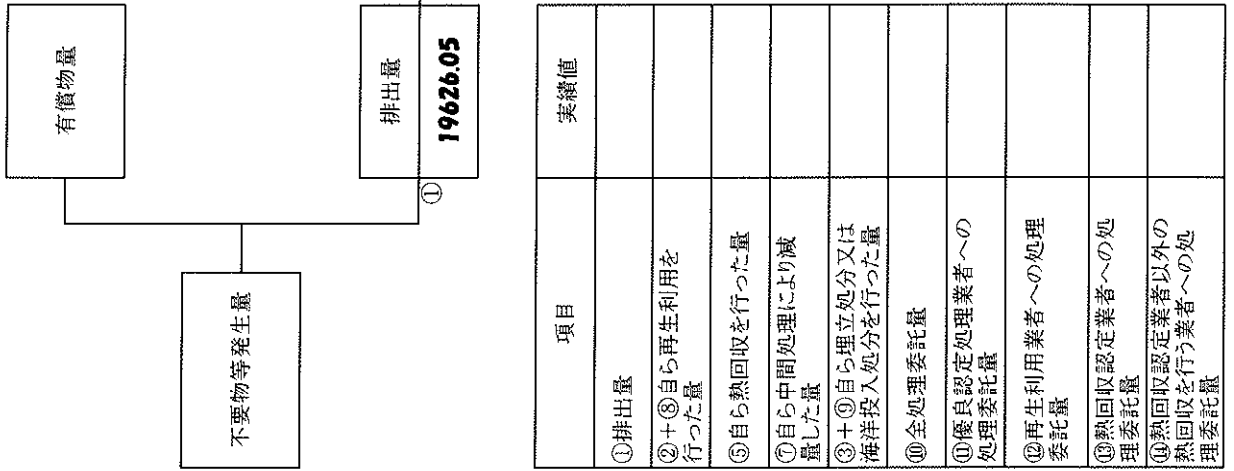 不要物等発生量
有償物量
排出量
①
19626.05
項目
実績値
①排出量
②+⑧自ら再生利用を
行った量
⑤自ら熱回収を行った量
⑦自ら中間処理により減
量した量
③+⑨自ら埋立処分又は
海洋投入処分を行った量
⑩全処理委託量
⑪優良認定処理業者への
処理委託量
⑫再生利用業者への処理
委託量
⑬熱回収認定業者への処
理委託量
⑭熱回収認定業者以外の
熱回収を行う業者への処
理委託量